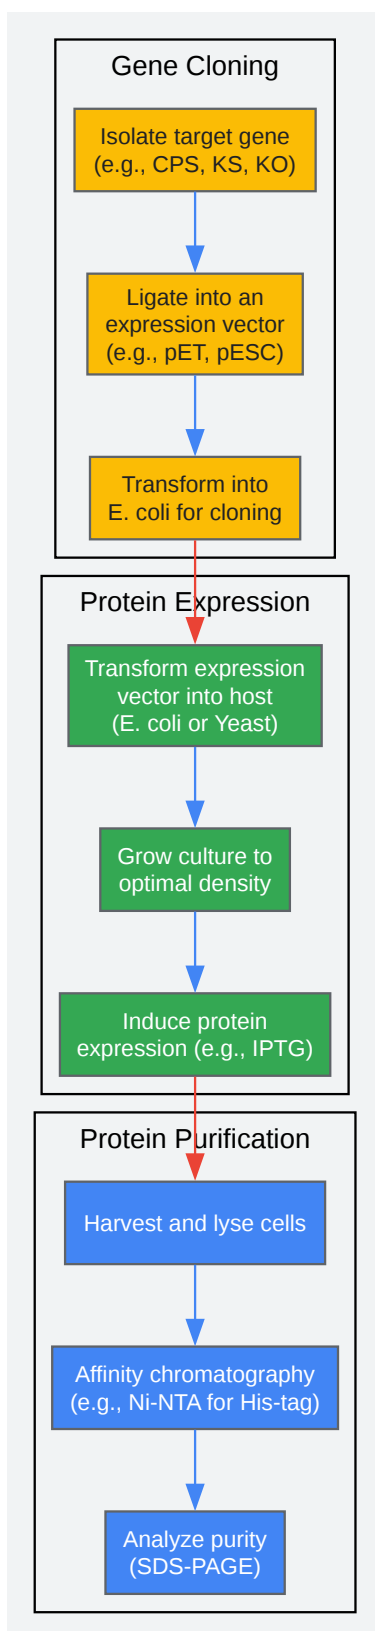 Gene Cloning
Isolate target gene
(e.g., CPS, KS, KO)
Ligate into an
expression vector
(e.g., pET, pESC)
Transform into
E. coli for cloning
Protein Expression
Transform expression
vector into host
(E. coli or Yeast)
Grow culture to
optimal density
Induce protein
expression (e.g., IPTG)
Protein Purification
Harvest and lyse cells
Affinity chromatography
(e.g., Ni-NTA for His-tag)
Analyze purity
(SDS-PAGE)